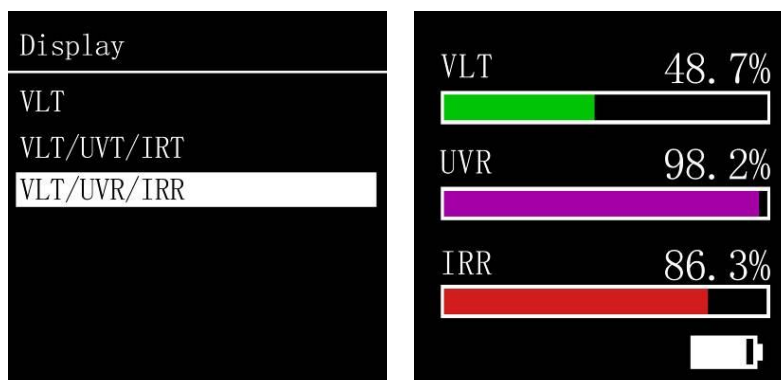 Display
VLT
VLT/UVT/IRT
VLT/UVR/IRR
VLT 48.7%
UVR 98.2%
IRR 86.3%